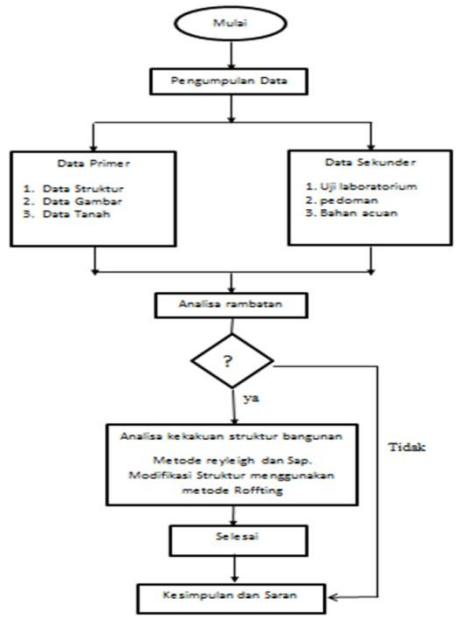 Mulai
Pengumpulan Data
Data Primer
1. Data Struktur
2. Data Gambar
3. Data Tanah
Data Sekunder
1. Uji laboratorium
2. pedoman
3. Bahan acuan
Analisa rambatan
?
ya
Tidak
Analisa kekakuan struktur bangunan
Metode reyleigh dan Sap.
Modifikasi Struktur menggunakan
metode Roffting
Selesai
Kesimpulan dan Saran